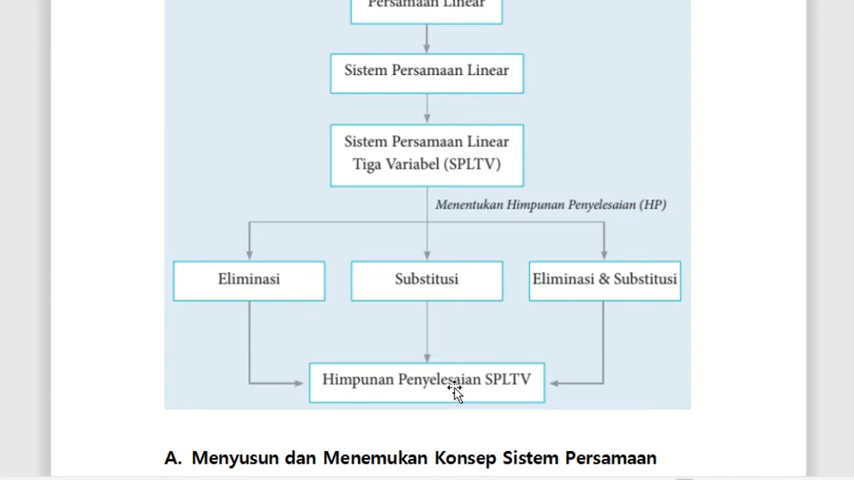 Persamaan Linear
Sistem Persamaan Linear
Sistem Persamaan Linear
Tiga Variabel (SPLTV)
Menentukan Himpunan Penyelesaian (HP)
Eliminasi
Substitusi
Eliminasi & Substitusi
Himpunan Penyelesaian SPLTV
A. Menyusun dan Menemukan Konsep Sistem Persamaan